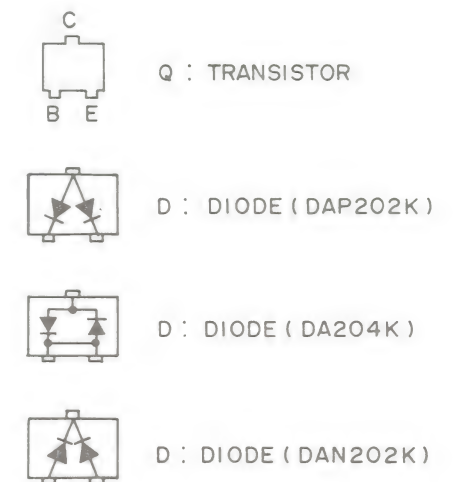 C
Q : TRANSISTOR
B E
D : DIODE ( DAP202K )
D : DIODE ( DA204K )
D : DIODE ( DAN202K )